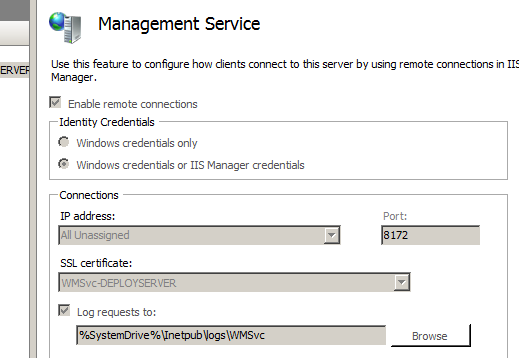 Management Service
Use this feature to configure how clients connect to this server by using remote connections in IIS
Manager.
ERVER
Enable remote connections
Identity Credentials
Windows credentials only
Windows credentials or IIS Manager credentials
Connections
IP address:
Port:
All Unassigned
8172
SSL certificate:
WMSvc-DEPLOYSERVER
Log requests to:
%SystemDrive%\Inetpub\logs\WMSvc
Browse